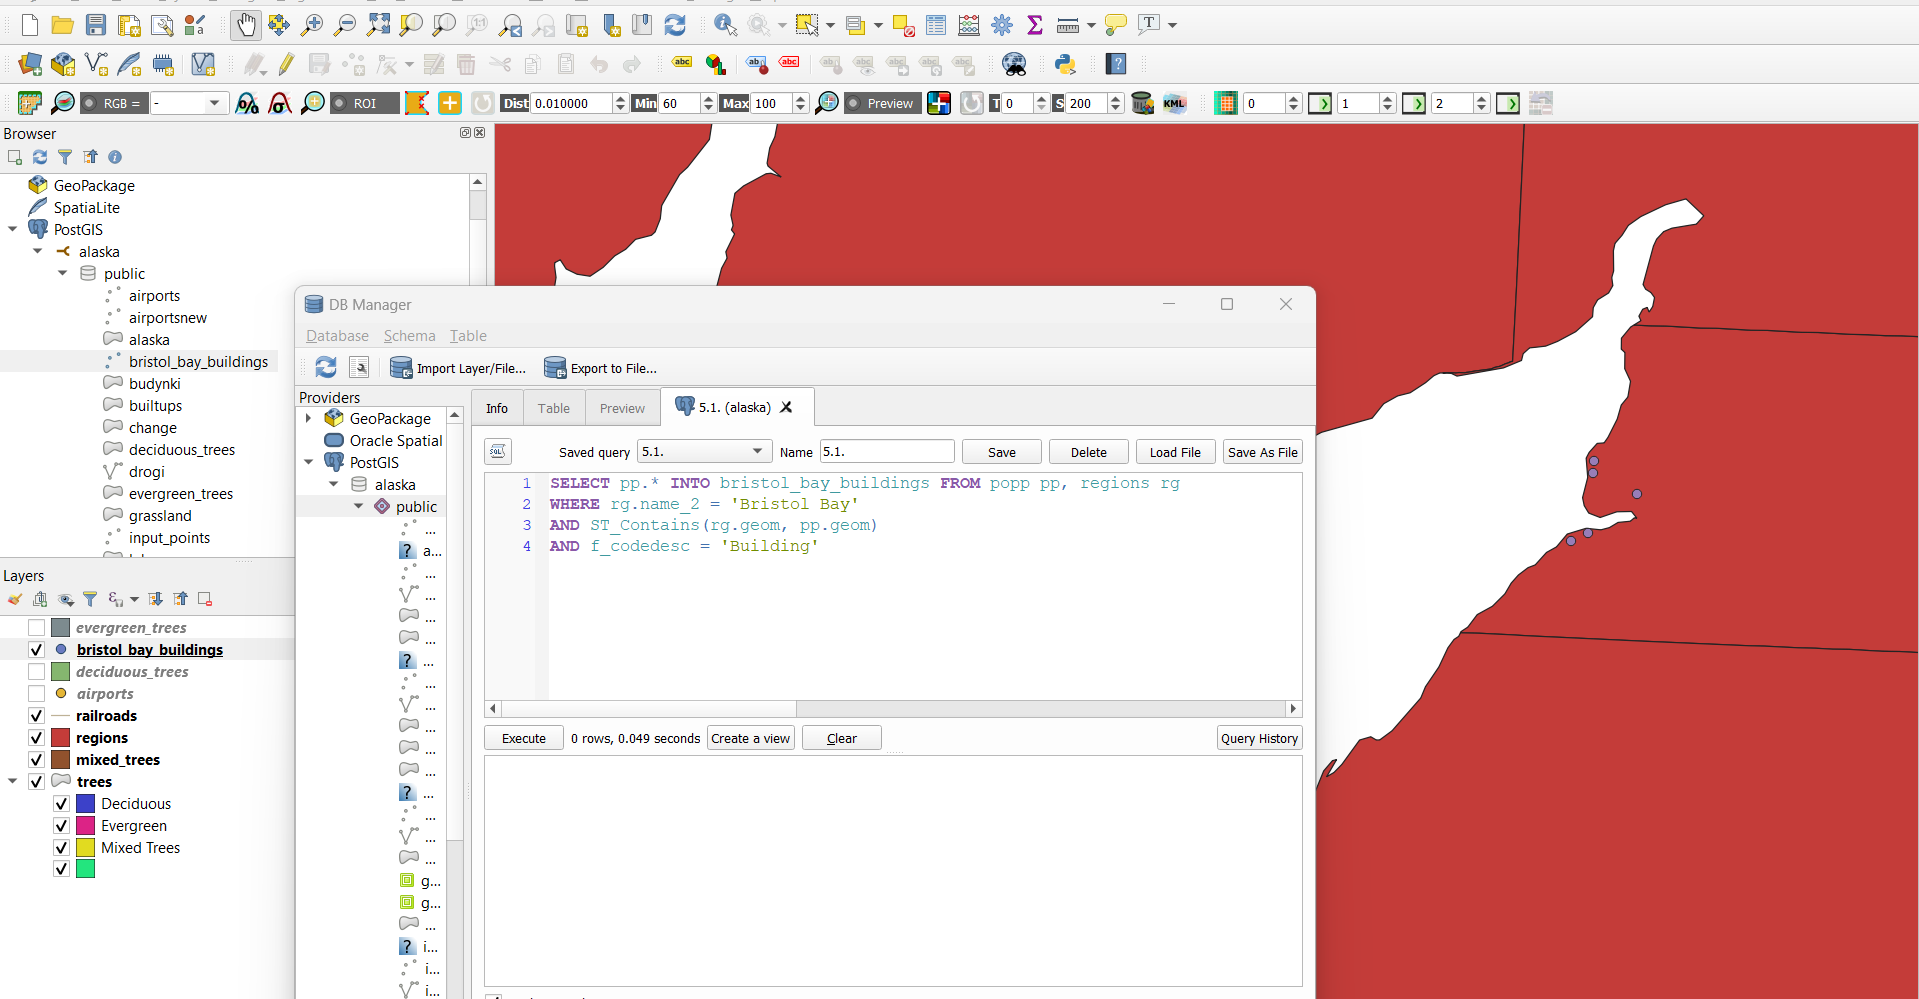 RGB =
-
ROI
Dist 0.010000
Min 60
Max 100
Preview
T 0
S 200
KML
0
1
2
Browser
GeoPackage
SpatiaLite
PostGIS
alaska
public
airports
airportsnew
alaska
bristol_bay_buildings
budynki
builtups
change
deciduous_trees
drogi
evergreen_trees
grassland
input_points
Layers
evergreen_trees
bristol_bay_buildings
deciduous_trees
airports
railroads
regions
mixed_trees
trees
Deciduous
Evergreen
Mixed Trees
DB Manager
Database Schema Table
Import Layer/File... Export to File...
Providers
GeoPackage
Oracle Spatial
PostGIS
alaska
public
...
a...
...
...
...
...
...
...
...
...
...
...
...
...
...
...
g...
g...
...
i...
i...
i...
Info Table Preview 5.1. (alaska) X
SQL Saved query 5.1. Name 5.1. Save Delete Load File Save As File
1 SELECT pp.* INTO bristol_bay_buildings FROM popp pp, regions rg
2 WHERE rg.name_2 = 'Bristol Bay'
3 AND ST_Contains(rg.geom, pp.geom)
4 AND f_codedesc = 'Building'
Execute 0 rows, 0.049 seconds Create a view Clear Query History